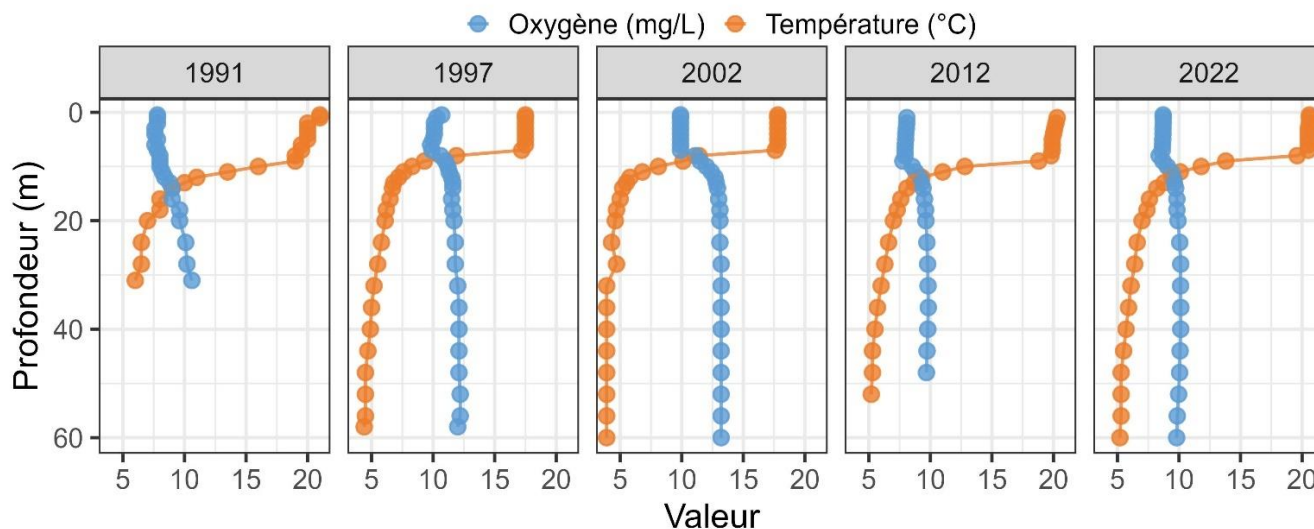 Oxygène (mg/L) Température (°C)
1991 1997 2002 2012 2022
Profondeur (m)
0
20
40
60
5 10 15 20 5 10 15 20 5 10 15 20 5 10 15 20 5 10 15 20
Valeur